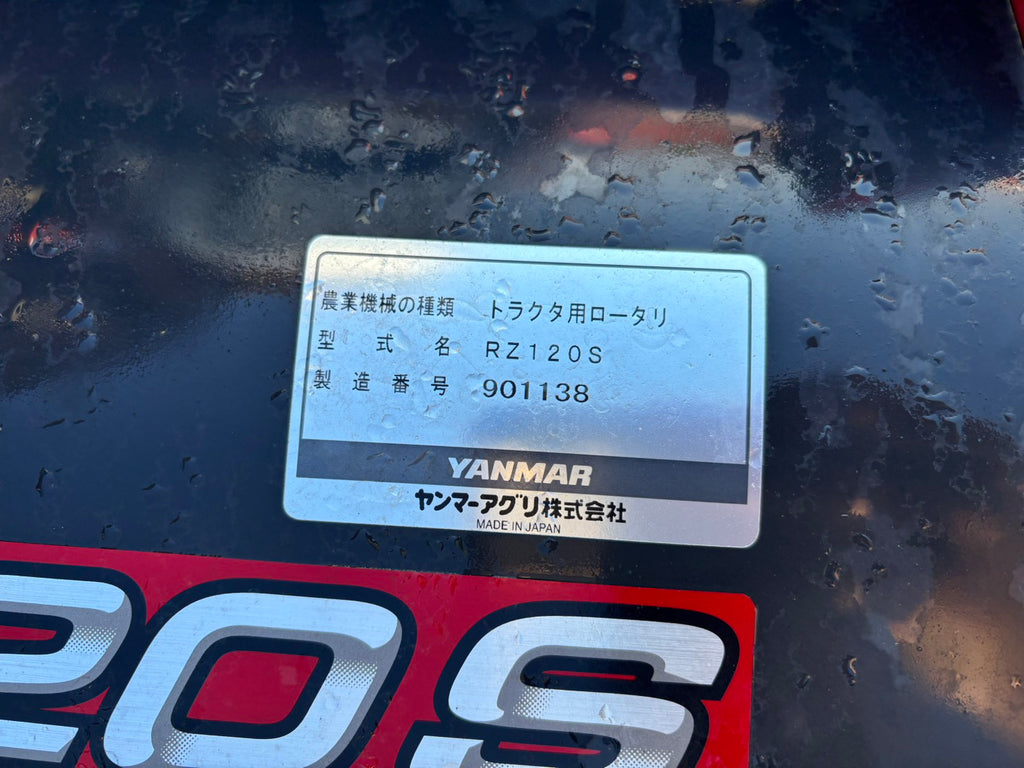 農業機械の種類 トラクタ用ロータリ
型式名 RZ120S
製造番号 901138
YANMAR
ヤンマーアグリ株式会社
MADE IN JAPAN
20S